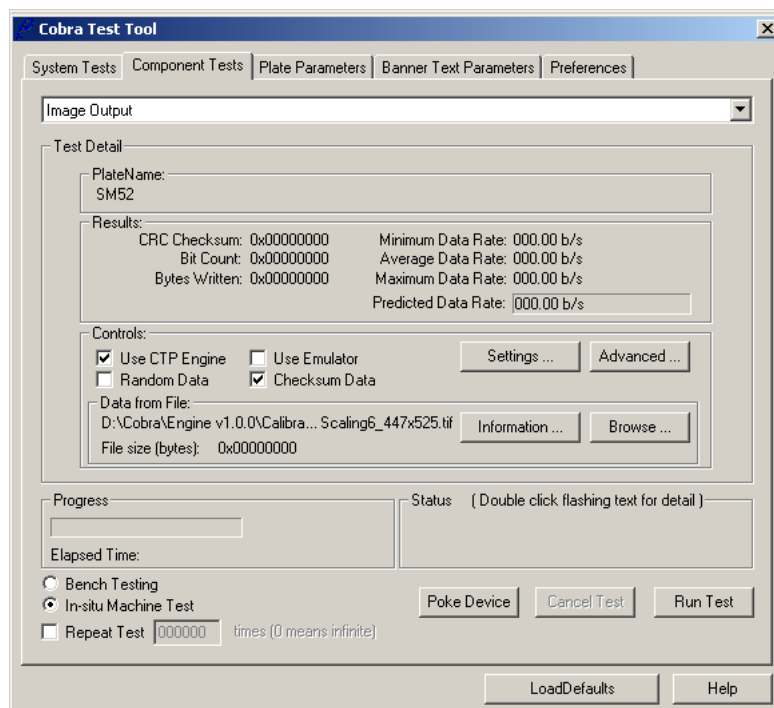 Cobra Test Tool
System Tests Component Tests Plate Parameters Banner Text Parameters Preferences
Image Output
Test Detail
PlateName:
SM52
Results:
CRC Checksum: 0x00000000 Minimum Data Rate: 000.00 b/s
Bit Count: 0x00000000 Average Data Rate: 000.00 b/s
Bytes Written: 0x00000000 Maximum Data Rate: 000.00 b/s
Predicted Data Rate: 000.00 b/s
Controls:
Use CTP Engine Use Emulator Settings ... Advanced ...
Random Data Checksum Data
Data from File:
D:\Cobra\Engine v1.0.0\Calibra... Scaling6_447x525.tif Information ... Browse ...
File size (bytes): 0x00000000
Progress Status ( Double click flashing text for detail )
Elapsed Time:
Bench Testing
In-situ Machine Test Poke Device Cancel Test Run Test
Repeat Test 000000 times (0 means infinite)
LoadDefaults Help